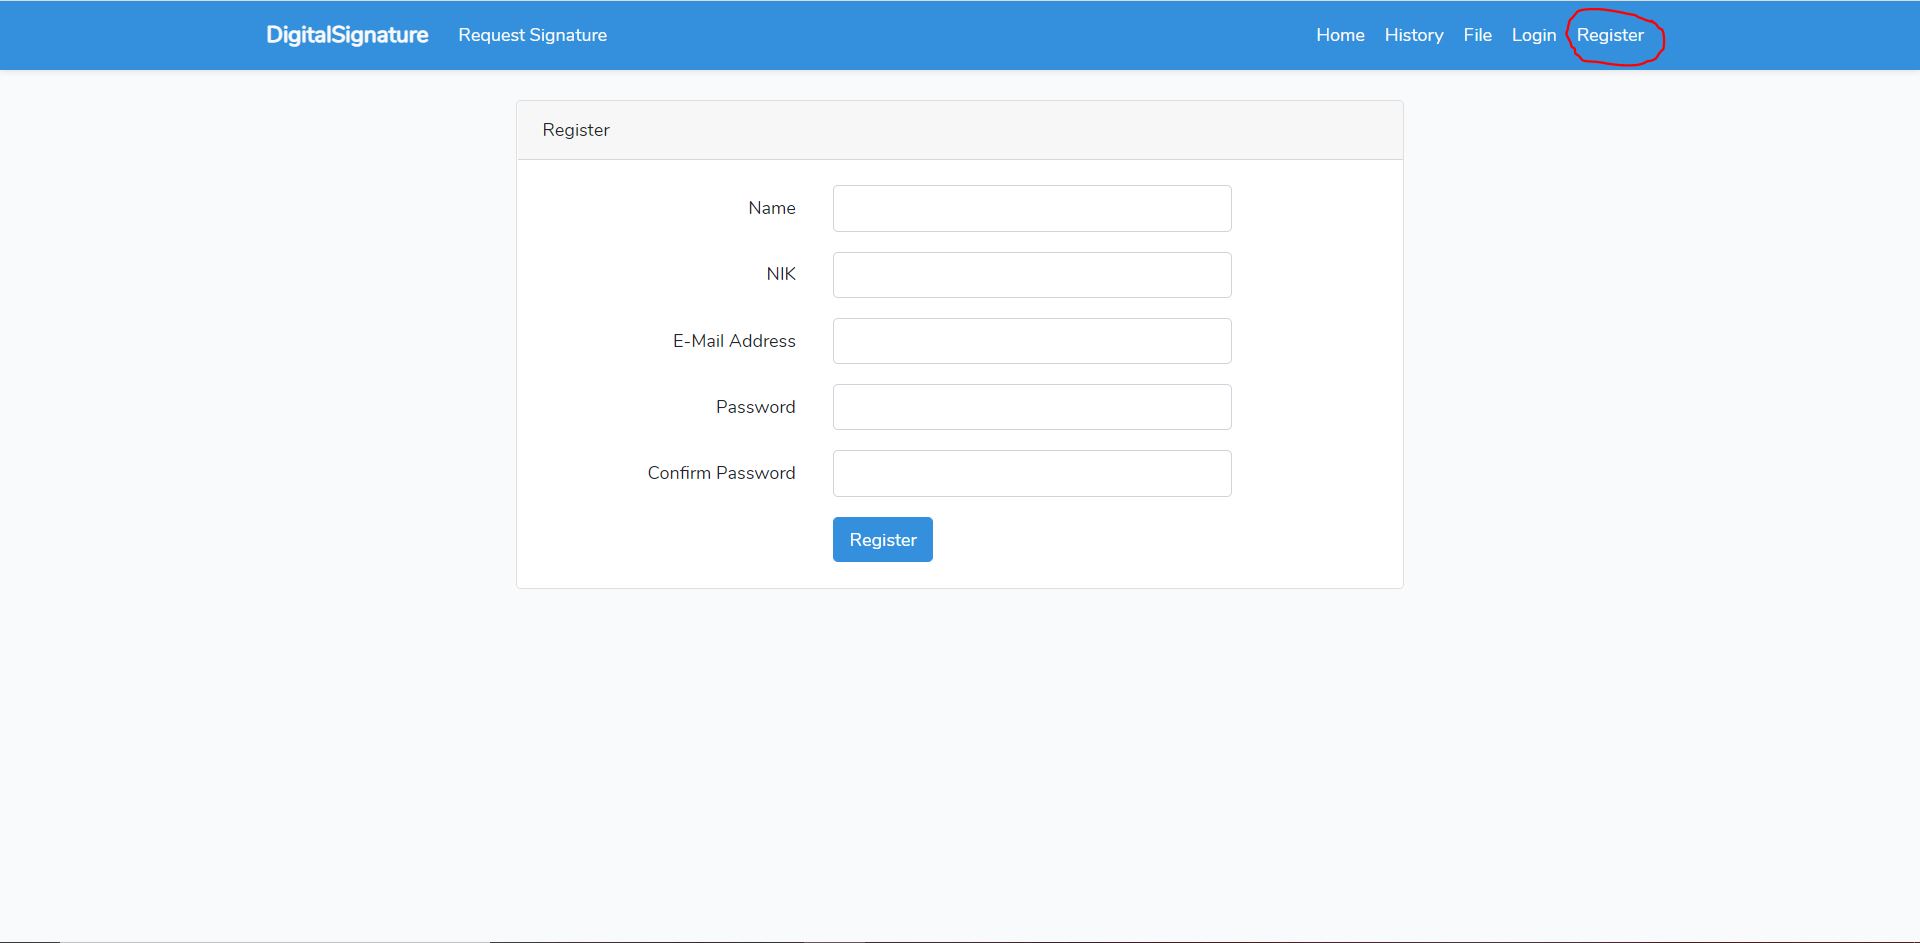 DigitalSignature Request Signature Home History File Login Register
Register
Name
NIK
E-Mail Address
Password
Confirm Password
Register